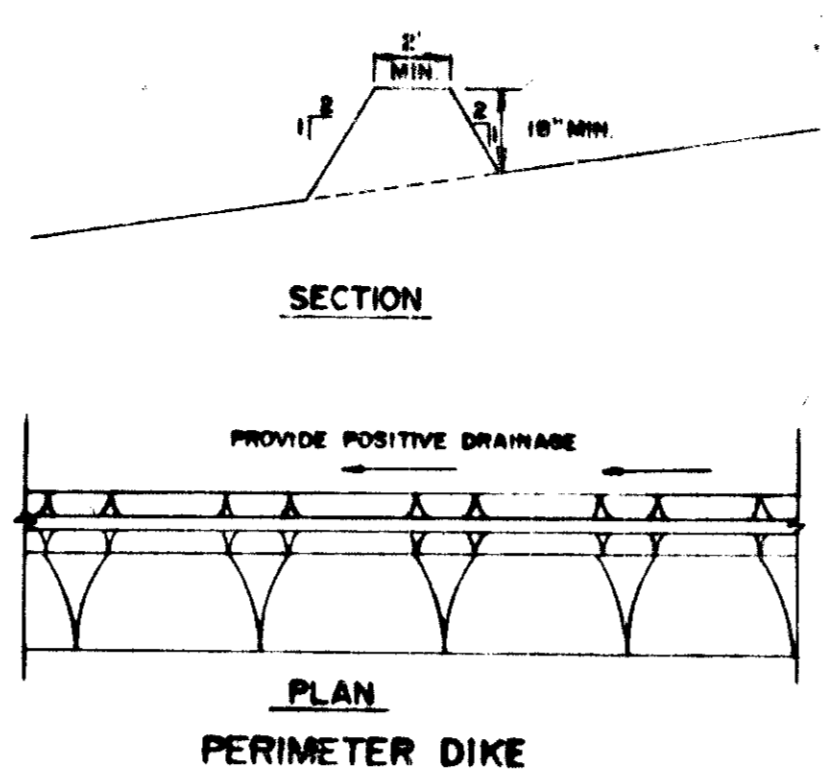 2'
MIN.
2
1
2
1
18" MIN.
SECTION
PROVIDE POSITIVE DRAINAGE
PLAN
PERIMETER DIKE